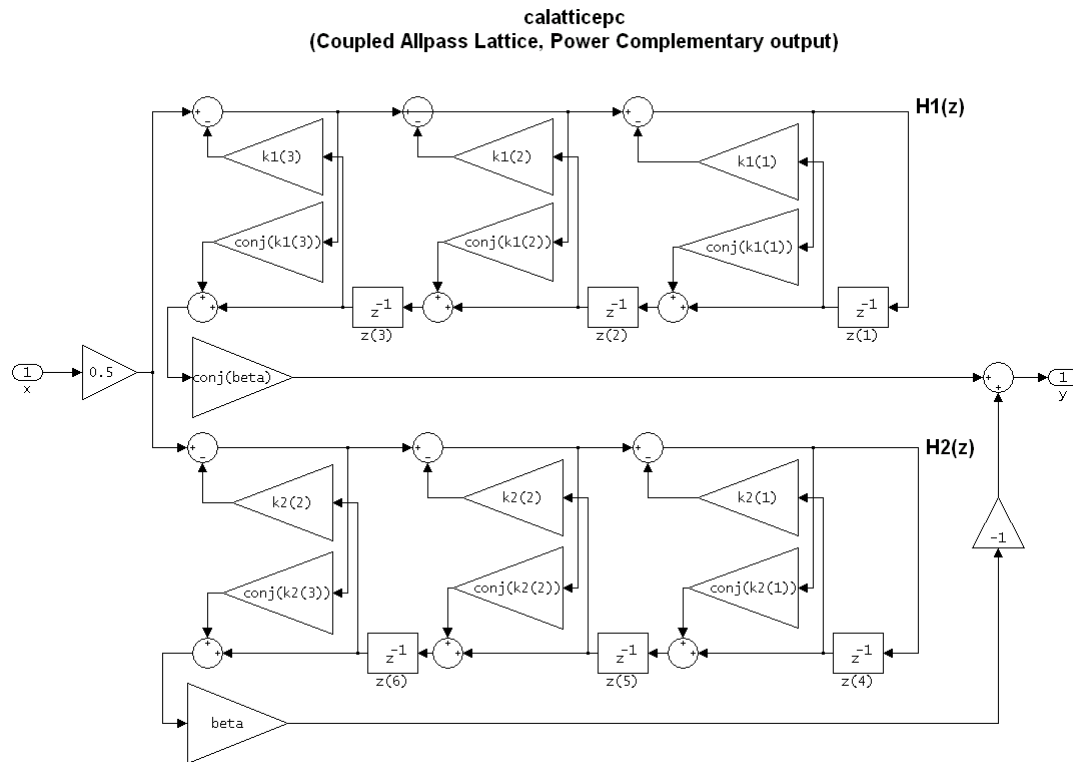 calatticepc
(Coupled Allpass Lattice, Power Complementary output)
H1(z)
+
−
+
−
+
−
k1(3)
k1(2)
k1(1)
conj(k1(3))
conj(k1(2))
conj(k1(1))
+
+
z-1
z(3)
+
+
z-1
z(2)
+
+
z-1
z(1)
1
x
0.5
conj(beta)
+
+
1
y
H2(z)
+
−
+
−
+
−
k2(2)
k2(2)
k2(1)
-1
conj(k2(3))
conj(k2(2))
conj(k2(1))
+
+
z-1
z(6)
+
+
z-1
z(5)
+
+
z-1
z(4)
beta